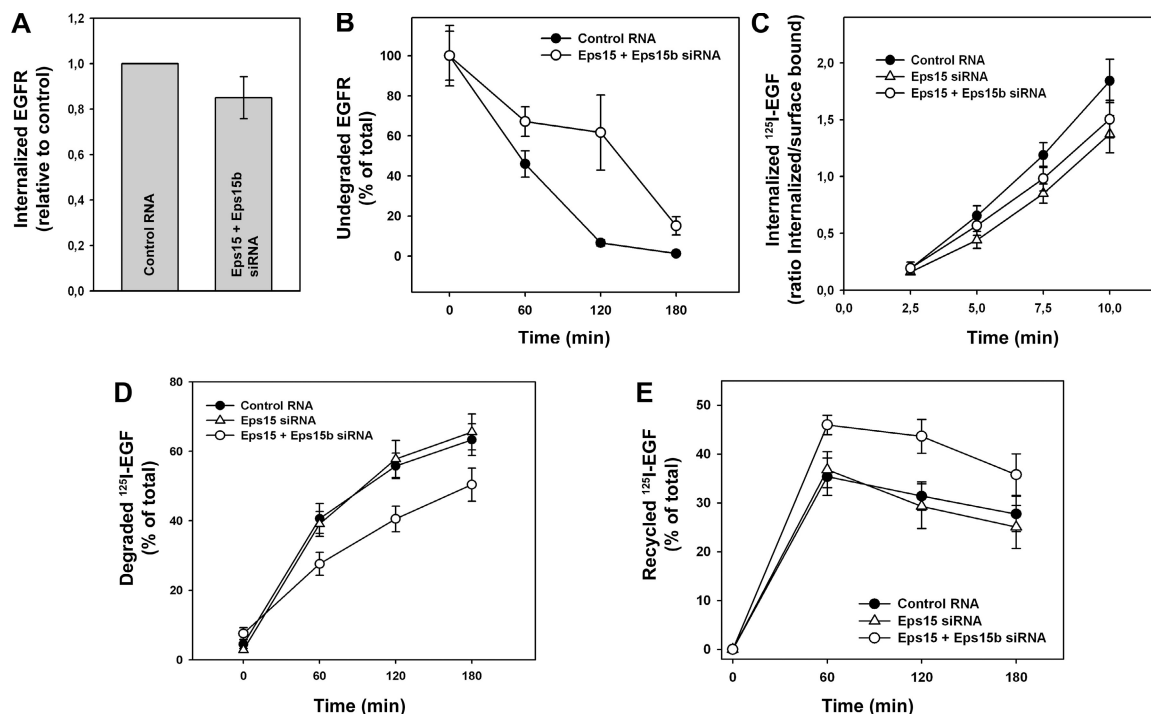 A
1,2
1,0
0,8
0,6
0,4
0,2
0,0
Internalized EGFR
(relative to control)
Control RNA
Eps15 + Eps15b
siRNA
B
Control RNA
Eps15 + Eps15b siRNA
100
80
60
40
20
0
Undegraded EGFR
(% of total)
0 60 120 180
Time (min)
C
Control RNA
Eps15 siRNA
Eps15 + Eps15b siRNA
2,0
1,5
1,0
0,5
0,0
Internalized ¹²⁵I-EGF
(ratio Internalized/surface bound)
0,0 2,5 5,0 7,5 10,0
Time (min)
D
Control RNA
Eps15 siRNA
Eps15 + Eps15b siRNA
80
60
40
20
0
Degraded ¹²⁵I-EGF
(% of total)
0 60 120 180
Time (min)
E
50
40
30
20
10
0
Recycled ¹²⁵I-EGF
(% of total)
Control RNA
Eps15 siRNA
Eps15 + Eps15b siRNA
0 60 120 180
Time (min)